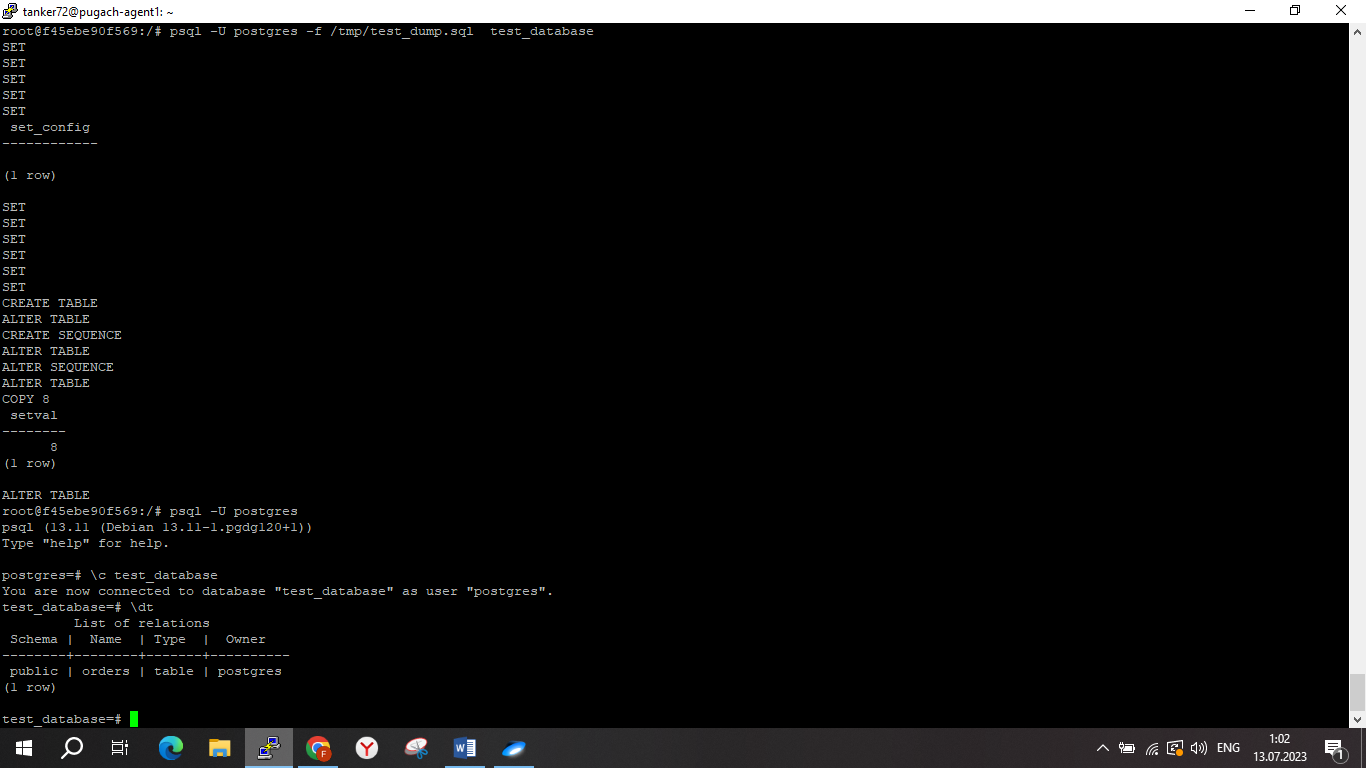 tanker72@pugach-agent1: ~
root@f45ebe90f569:/# psql -U postgres -f /tmp/test_dump.sql  test_database
SET
SET
SET
SET
SET
 set_config
------------

(1 row)

SET
SET
SET
SET
SET
SET
CREATE TABLE
ALTER TABLE
CREATE SEQUENCE
ALTER TABLE
ALTER SEQUENCE
ALTER TABLE
COPY 8
 setval
--------
      8
(1 row)

ALTER TABLE
root@f45ebe90f569:/# psql -U postgres
psql (13.11 (Debian 13.11-1.pgdg120+1))
Type "help" for help.

postgres=# \c test_database
You are now connected to database "test_database" as user "postgres".
test_database=# \dt
         List of relations
 Schema |  Name  | Type  |  Owner
--------+--------+-------+----------
 public | orders | table | postgres
(1 row)

test_database=#
ENG
1:02
13.07.2023
1